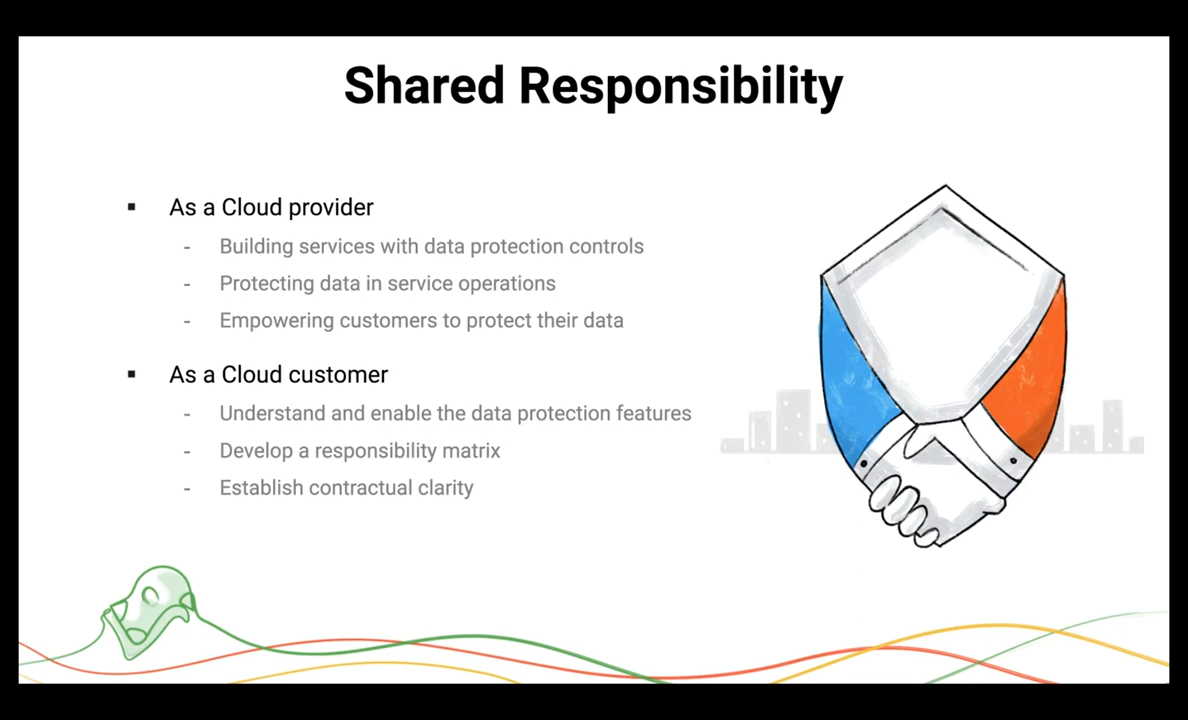 Shared Responsibility
▪ As a Cloud provider
- Building services with data protection controls
- Protecting data in service operations
- Empowering customers to protect their data
▪ As a Cloud customer
- Understand and enable the data protection features
- Develop a responsibility matrix
- Establish contractual clarity